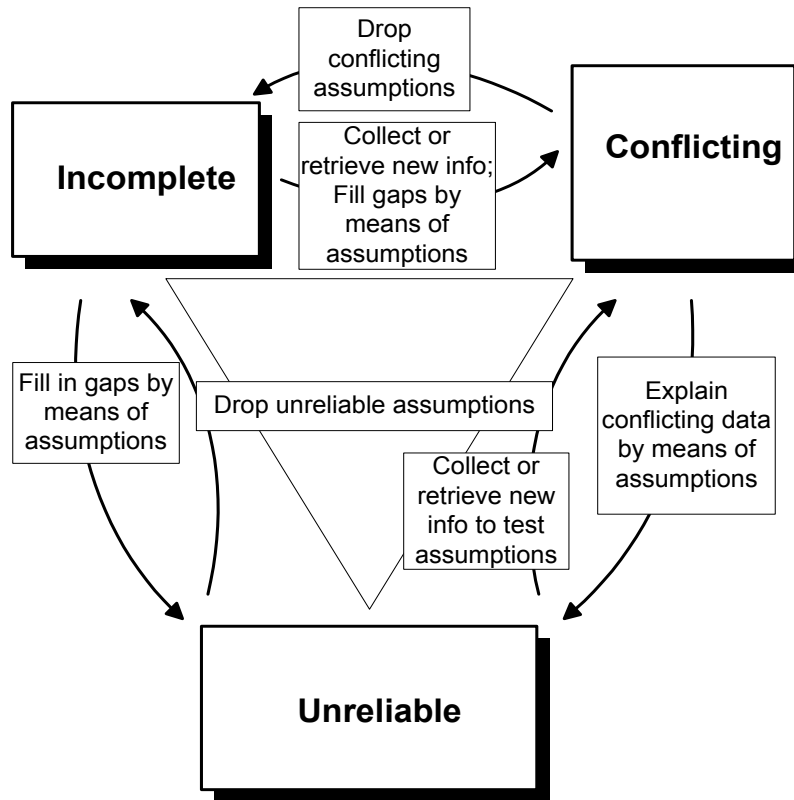 Drop
conflicting
assumptions
Incomplete
Collect or
retrieve new info;
Fill gaps by
means of
assumptions
Conflicting
Fill in gaps by
means of
assumptions
Drop unreliable assumptions
Explain
conflicting data
by means of
assumptions
Collect or
retrieve new
info to test
assumptions
Unreliable